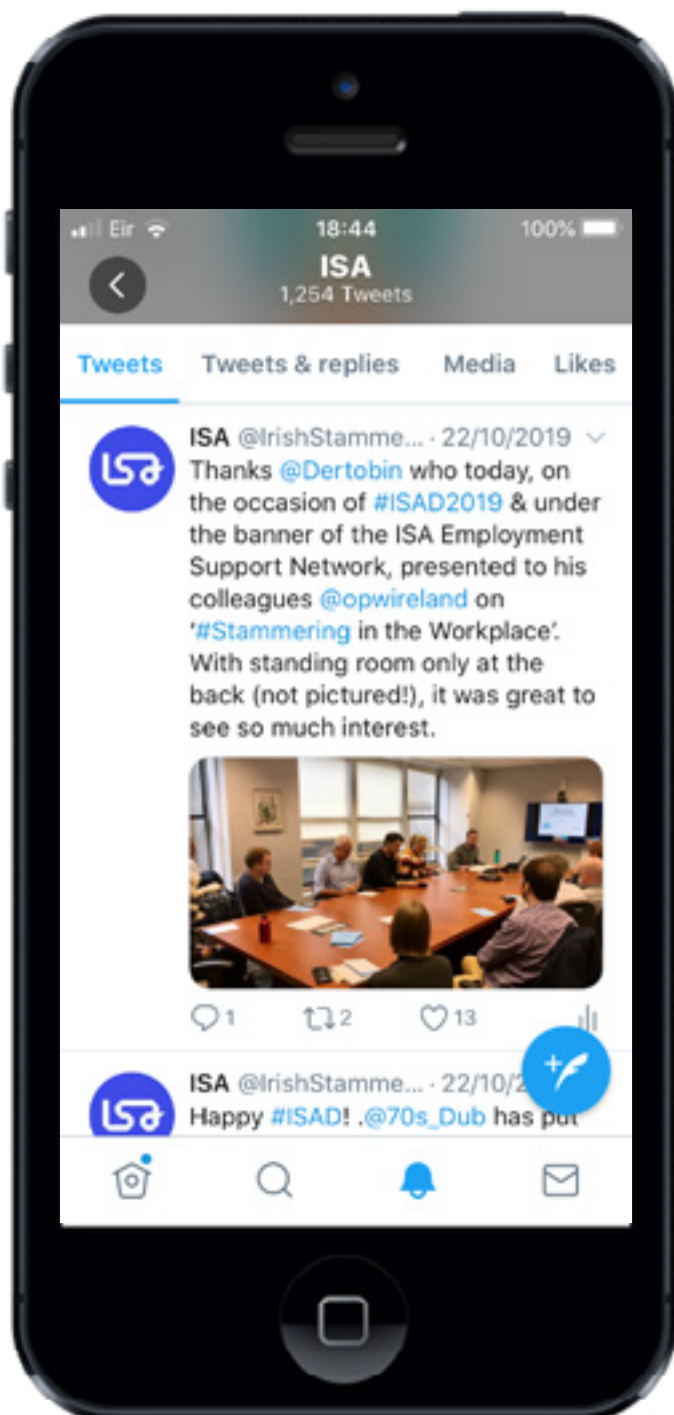 Eir 18:44 100%
ISA
1,254 Tweets
Tweets Tweets & replies Media Likes
ISA @IrishStamme... · 22/10/2019
Thanks @Dertobin who today, on
the occasion of #ISAD2019 & under
the banner of the ISA Employment
Support Network, presented to his
colleagues @opwireland on
'#Stammering in the Workplace'.
With standing room only at the
back (not pictured!), it was great to
see so much interest.
1 2 13
ISA @IrishStamme... · 22/10/2
Happy #ISAD! .@70s_Dub has put